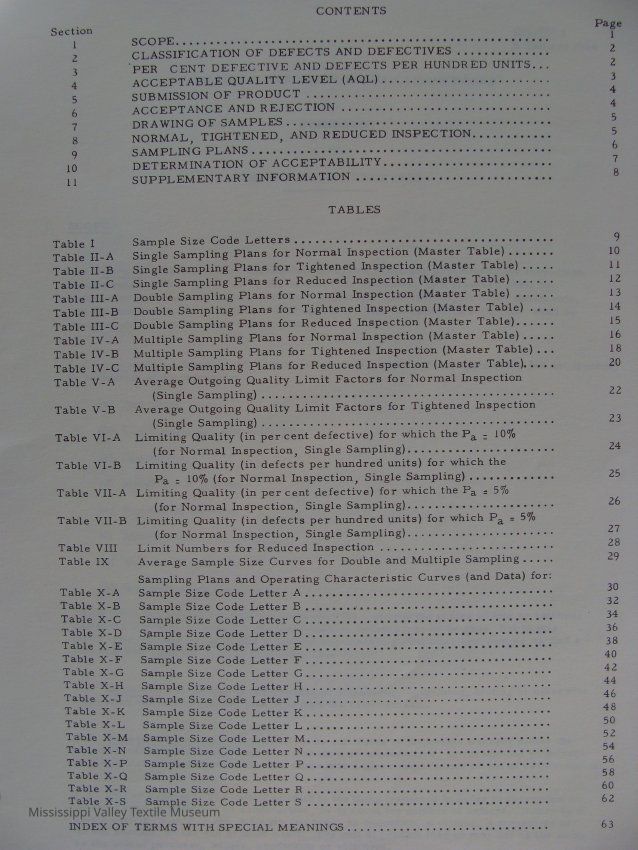 CONTENTS
Section Page
1 SCOPE 1
2 CLASSIFICATION OF DEFECTS AND DEFECTIVES 2
3 PER CENT DEFECTIVE AND DEFECTS PER HUNDRED UNITS 2
4 ACCEPTABLE QUALITY LEVEL (AQL) 3
5 SUBMISSION OF PRODUCT 4
6 ACCEPTANCE AND REJECTION 4
7 DRAWING OF SAMPLES 5
8 NORMAL, TIGHTENED, AND REDUCED INSPECTION 5
9 SAMPLING PLANS 6
10 DETERMINATION OF ACCEPTABILITY 7
11 SUPPLEMENTARY INFORMATION 8
TABLES
Table I Sample Size Code Letters 9
Table II-A Single Sampling Plans for Normal Inspection (Master Table) 10
Table II-B Single Sampling Plans for Tightened Inspection (Master Table) 11
Table II-C Single Sampling Plans for Reduced Inspection (Master Table) 12
Table III-A Double Sampling Plans for Normal Inspection (Master Table) 13
Table III-B Double Sampling Plans for Tightened Inspection (Master Table) 14
Table III-C Double Sampling Plans for Reduced Inspection (Master Table) 15
Table IV-A Multiple Sampling Plans for Normal Inspection (Master Table) 16
Table IV-B Multiple Sampling Plans for Tightened Inspection (Master Table) 18
Table IV-C Multiple Sampling Plans for Reduced Inspection (Master Table) 20
Table V-A Average Outgoing Quality Limit Factors for Normal Inspection
(Single Sampling) 22
Table V-B Average Outgoing Quality Limit Factors for Tightened Inspection
(Single Sampling) 23
Table VI-A Limiting Quality (in per cent defective) for which the Pa = 10%
(for Normal Inspection, Single Sampling) 24
Table VI-B Limiting Quality (in defects per hundred units) for which the
Pa = 10% (for Normal Inspection, Single Sampling) 25
Table VII-A Limiting Quality (in per cent defective) for which the Pa = 5%
(for Normal Inspection, Single Sampling) 26
Table VII-B Limiting Quality (in defects per hundred units) for which Pa = 5%
(for Normal Inspection, Single Sampling) 27
Table VIII Limit Numbers for Reduced Inspection 28
Table IX Average Sample Size Curves for Double and Multiple Sampling 29
Sampling Plans and Operating Characteristic Curves (and Data) for:
Table X-A Sample Size Code Letter A 30
Table X-B Sample Size Code Letter B 32
Table X-C Sample Size Code Letter C 34
Table X-D Sample Size Code Letter D 36
Table X-E Sample Size Code Letter E 38
Table X-F Sample Size Code Letter F 40
Table X-G Sample Size Code Letter G 42
Table X-H Sample Size Code Letter H 44
Table X-J Sample Size Code Letter J 46
Table X-K Sample Size Code Letter K 48
Table X-L Sample Size Code Letter L 50
Table X-M Sample Size Code Letter M 52
Table X-N Sample Size Code Letter N 54
Table X-P Sample Size Code Letter P 56
Table X-Q Sample Size Code Letter Q 58
Table X-R Sample Size Code Letter R 60
Table X-S Sample Size Code Letter S 62
Mississippi Valley Textile Museum
INDEX OF TERMS WITH SPECIAL MEANINGS 63